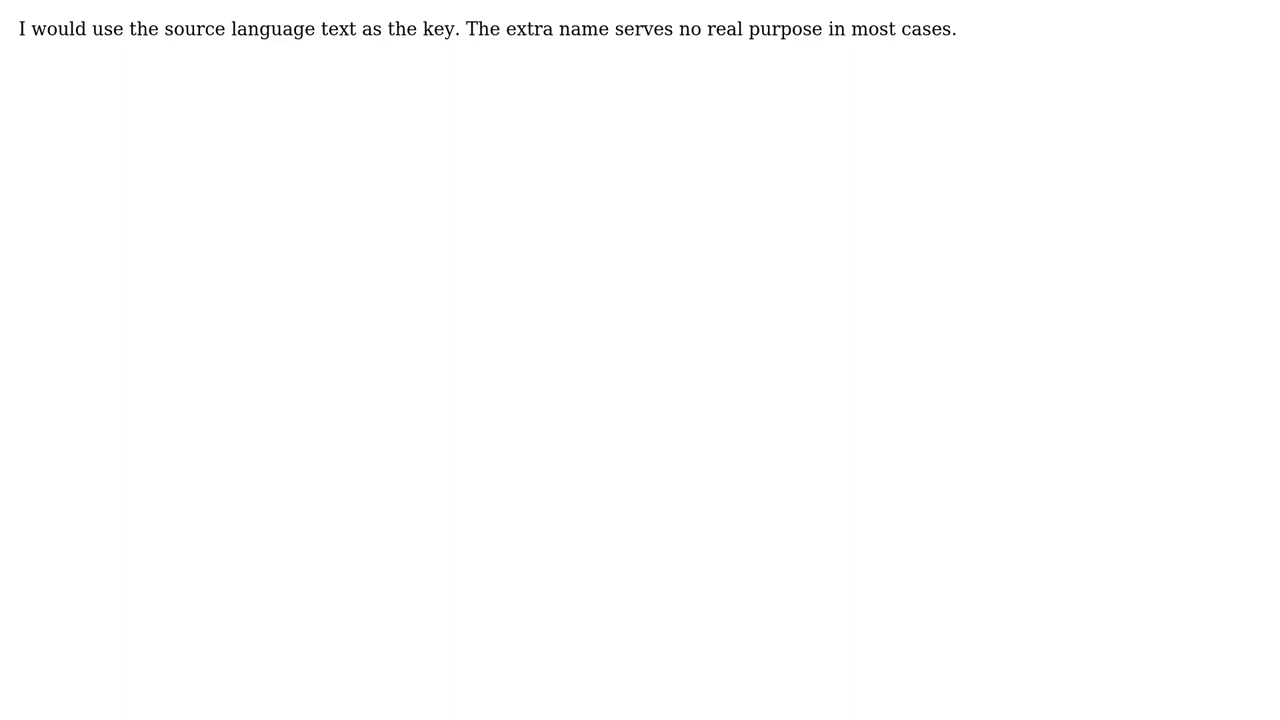 I would use the source language text as the key. The extra name serves no real purpose in most cases.